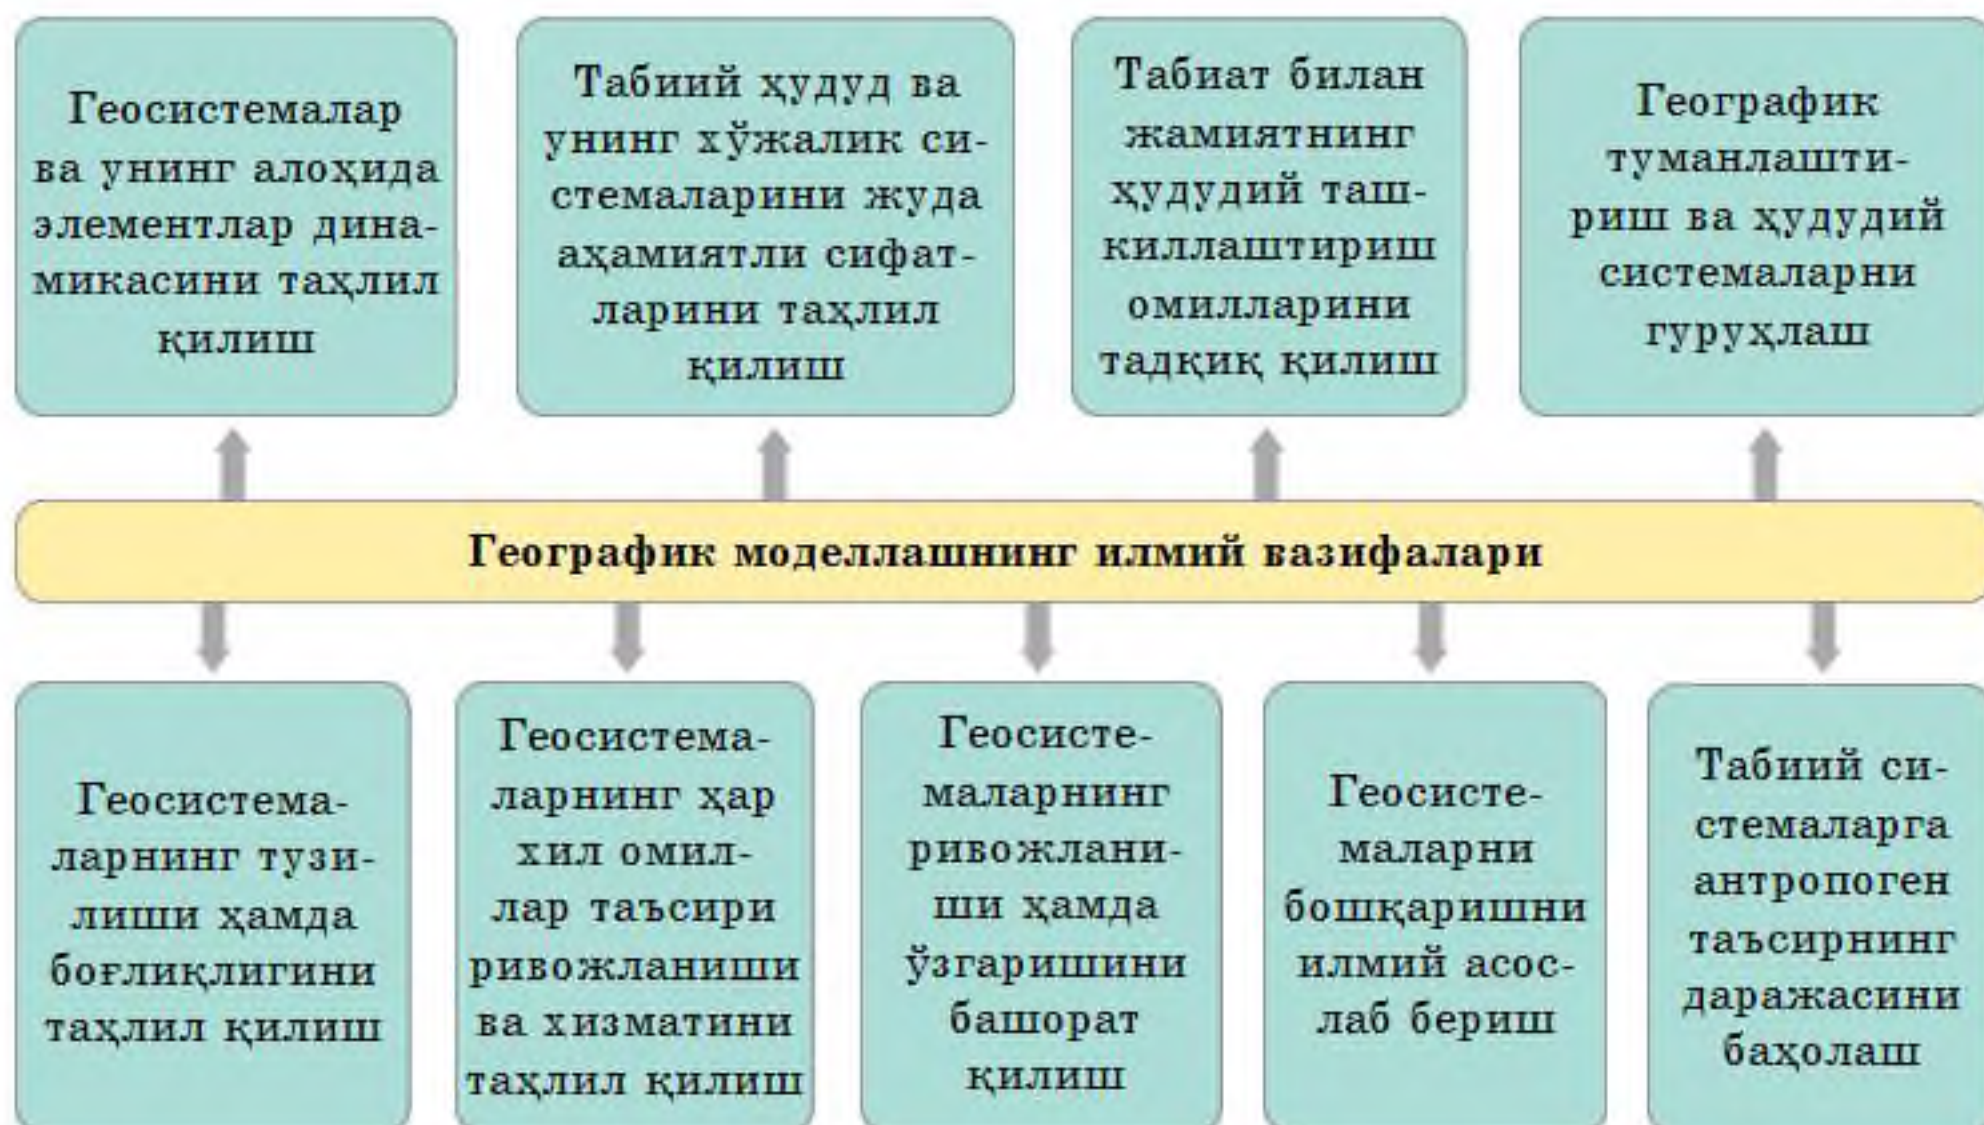 Геосистемалар
ва унинг алоҳида
элементлар дина-
микасини таҳлил
қилиш
Табиий ҳудуд ва
унинг хўжалик си-
стемаларини жуда
аҳамиятли сифат-
ларини таҳлил
қилиш
Табиат билан
жамиятнинг
ҳудудий таш-
киллаштириш
омилларини
тадқиқ қилиш
Географик
туманлашти-
риш ва ҳудудий
системаларни
гуруҳлаш
Географик моделлашнинг илмий вазифалари
Геосистема-
ларнинг тузи-
лиши ҳамда
боғлиқлигини
таҳлил қилиш
Геосистема-
ларнинг ҳар
хил омил-
лар таъсири
ривожланиши
ва хизматини
таҳлил қилиш
Геосисте-
маларнинг
ривожлани-
ши ҳамда
ўзгаришини
башорат
қилиш
Геосисте-
маларни
бошқаришни
илмий асос-
лаб бериш
Табиий си-
стемаларга
антропоген
таъсирнинг
даражасини
баҳолаш